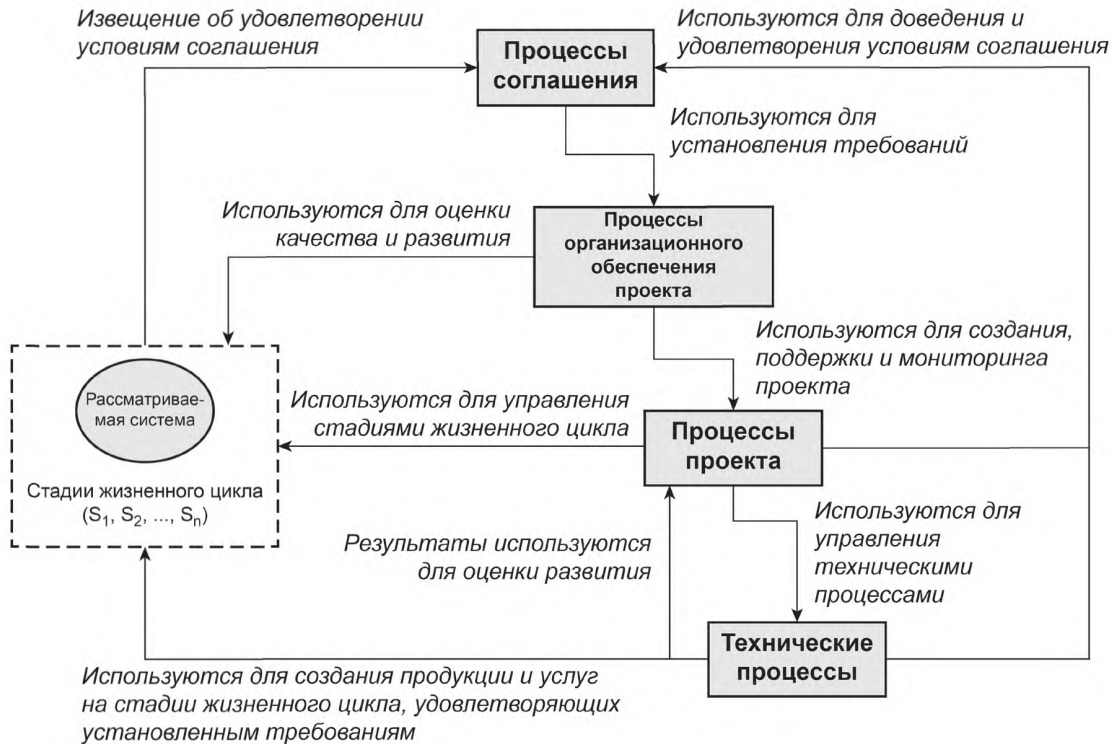 Извещение об удовлетворении
условиям соглашения
Процессы
соглашения
Используются для доведения и
удовлетворения условиям соглашения
Используются для
установления требований
Используются для оценки
качества и развития
Процессы
организационного
обеспечения
проекта
Используются для создания,
поддержки и мониторинга
проекта
Рассматривае-
мая система
Стадии жизненного цикла
(S1, S2, ..., Sn)
Используются для управления
стадиями жизненного цикла
Процессы
проекта
Результаты используются
для оценки развития
Используются для
управления
техническими
процессами
Технические
процессы
Используются для создания продукции и услуг
на стадии жизненного цикла, удовлетворяющих
установленным требованиям